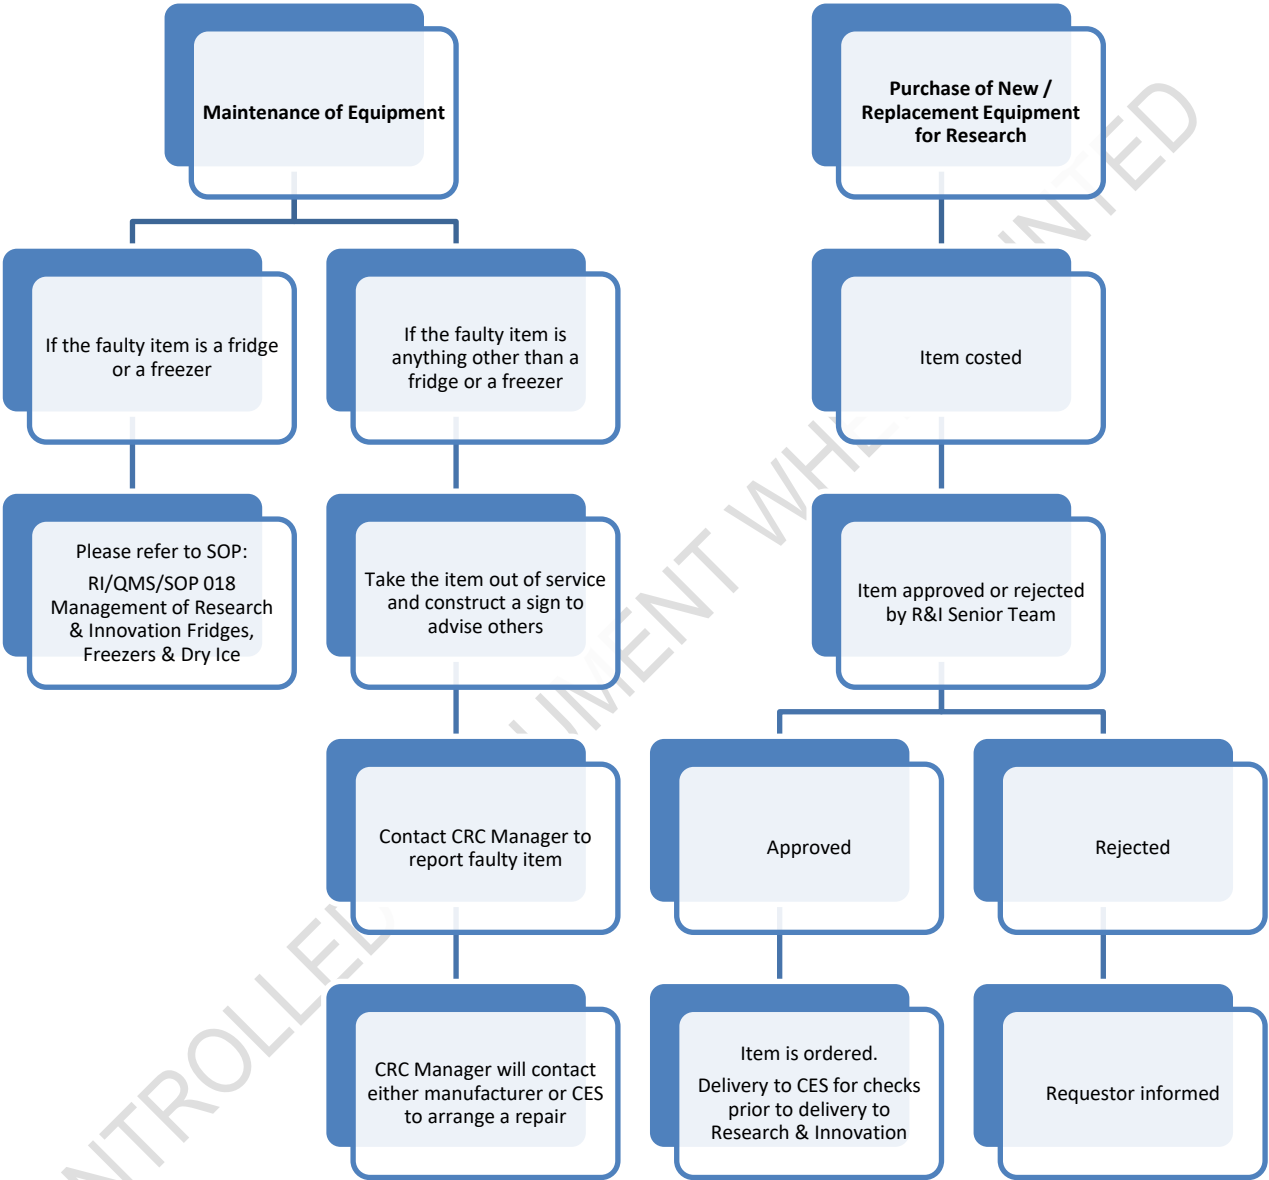 Maintenance of Equipment
Purchase of New /
Replacement Equipment
for Research
If the faulty item is a fridge
or a freezer
If the faulty item is
anything other than a
fridge or a freezer
Item costed
Please refer to SOP:
RI/QMS/SOP 018
Management of Research
& Innovation Fridges,
Freezers & Dry Ice
Take the item out of service
and construct a sign to
advise others
Item approved or rejected
by R&I Senior Team
Contact CRC Manager to
report faulty item
Approved
Rejected
CRC Manager will contact
either manufacturer or CES
to arrange a repair
Item is ordered.
Delivery to CES for checks
prior to delivery to
Research & Innovation
Requestor informed